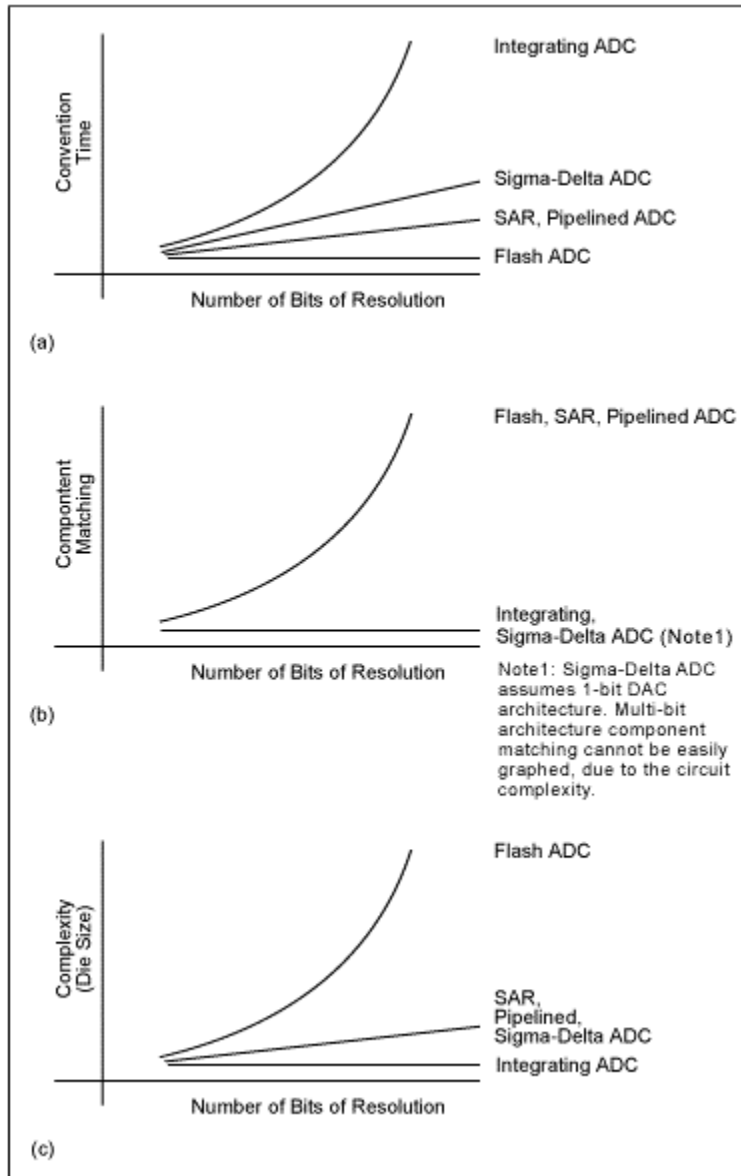 Integrating ADC
Convention
Time
Sigma-Delta ADC
SAR, Pipelined ADC
Flash ADC
Number of Bits of Resolution
(a)
Flash, SAR, Pipelined ADC
Compontent
Matching
Integrating,
Sigma-Delta ADC (Note1)
Number of Bits of Resolution
Note1: Sigma-Delta ADC
assumes 1-bit DAC
architecture. Multi-bit
architecture component
matching cannot be easily
graphed, due to the circuit
complexity.
(b)
Flash ADC
Complexity
(Die Size)
SAR,
Pipelined,
Sigma-Delta ADC
Integrating ADC
Number of Bits of Resolution
(c)